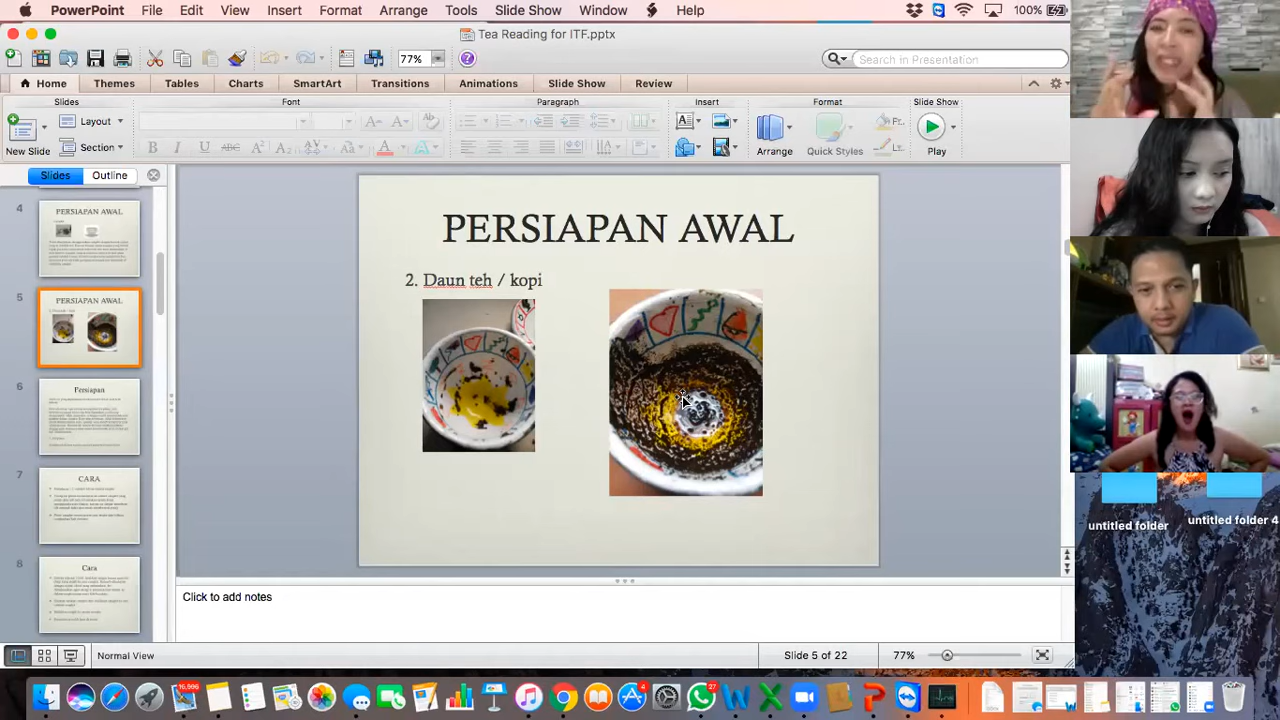 PowerPoint File Edit View Insert Format Arrange Tools Slide Show Window Help 100%
Tea Reading for ITF.pptx
77% Search in Presentation
Home Themes Tables Charts SmartArt Transitions Animations Slide Show Review
Slides Font Paragraph Insert Format Slide Show
Layout
Section
New Slide Arrange Quick Styles Play
Slides Outline
4
PERSIAPAN AWAL
5
PERSIAPAN AWAL
6
Persiapan
7
CARA
8
Cara
PERSIAPAN AWAL
2. Daun teh / kopi
untitled folder untitled folder 4
Click to add notes
Normal View Slide 5 of 22 77%